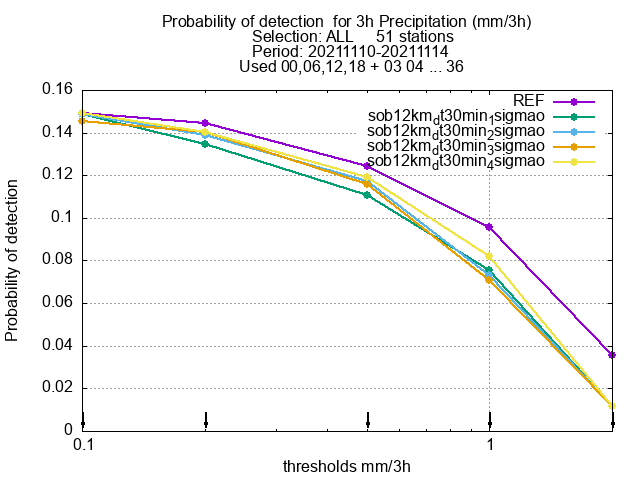 Probability of detection  for 3h Precipitation (mm/3h)
Selection: ALL     51 stations
Period: 20211110-20211114
Used 00,06,12,18 + 03 04 ... 36
REF
sob12km_dt30min_1sigmao
sob12km_dt30min_2sigmao
sob12km_dt30min_3sigmao
sob12km_dt30min_4sigmao
0.16
0.14
0.12
0.1
0.08
0.06
0.04
0.02
0
Probability of detection
0.1
1
thresholds mm/3h